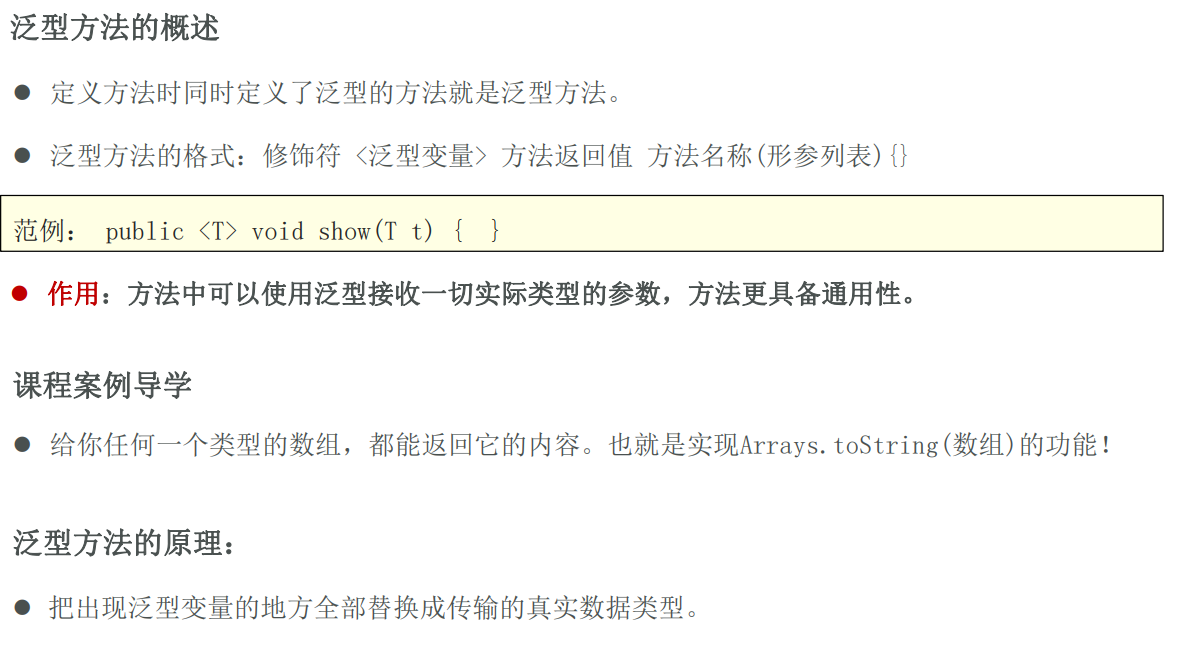 泛型方法的概述
● 定义方法时同时定义了泛型的方法就是泛型方法。
● 泛型方法的格式：修饰符 <泛型变量> 方法返回值 方法名称(形参列表){}
范例： public <T> void show(T t) {  }
● 作用：方法中可以使用泛型接收一切实际类型的参数，方法更具备通用性。
课程案例导学
● 给你任何一个类型的数组，都能返回它的内容。也就是实现Arrays.toString(数组)的功能！
泛型方法的原理：
● 把出现泛型变量的地方全部替换成传输的真实数据类型。